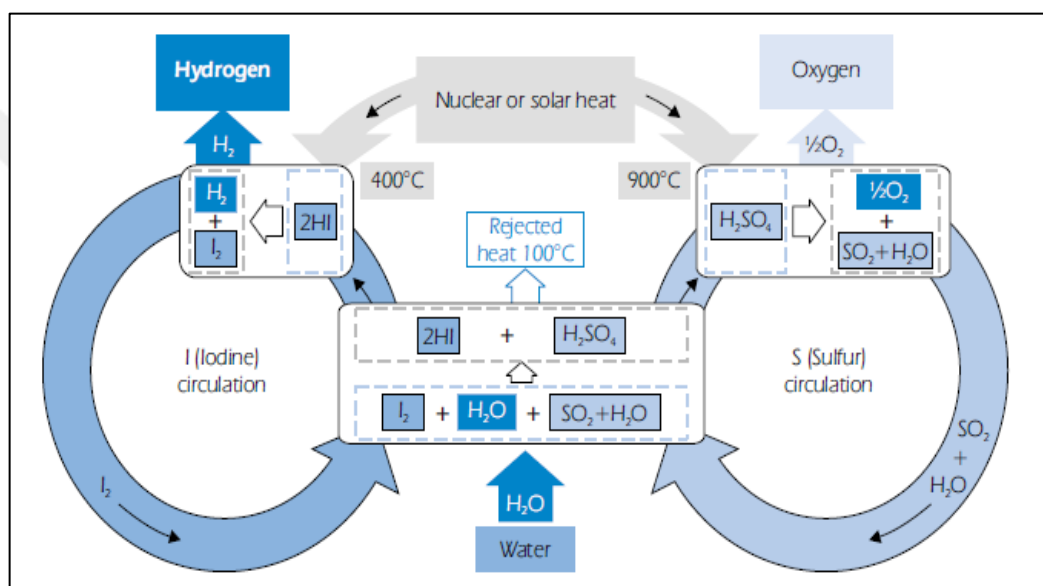 Hydrogen
Nuclear or solar heat
Oxygen
H₂
½O₂
400°C
900°C
H₂
+
I₂
2HI
H₂SO₄
½O₂
+
SO₂+H₂O
Rejected
heat 100°C
2HI + H₂SO₄
I₂ + H₂O + SO₂+H₂O
I (Iodine)
circulation
S (Sulfur)
circulation
I₂
SO₂
+
H₂O
H₂O
Water